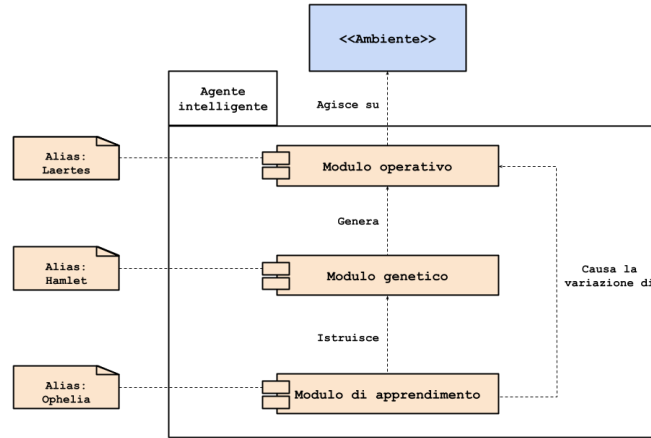 <<Ambiente>>
Agente
intelligente
Agisce su
Alias:
Laertes
Modulo operativo
Genera
Alias:
Hamlet
Modulo genetico
Causa la
variazione di
Istruisce
Alias:
Ophelia
Modulo di apprendimento